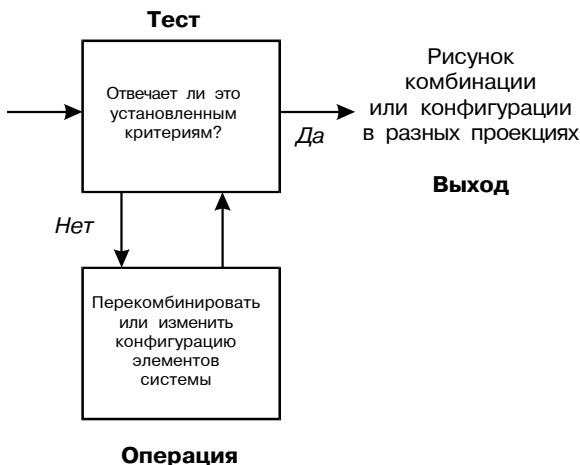 Тест
Отвечает ли это
установленным
критериям?
Да
Рисунок
комбинации
или конфигурации
в разных проекциях
Выход
Нет
Перекомбинировать
или изменить
конфигурацию
элементов
системы
Операция